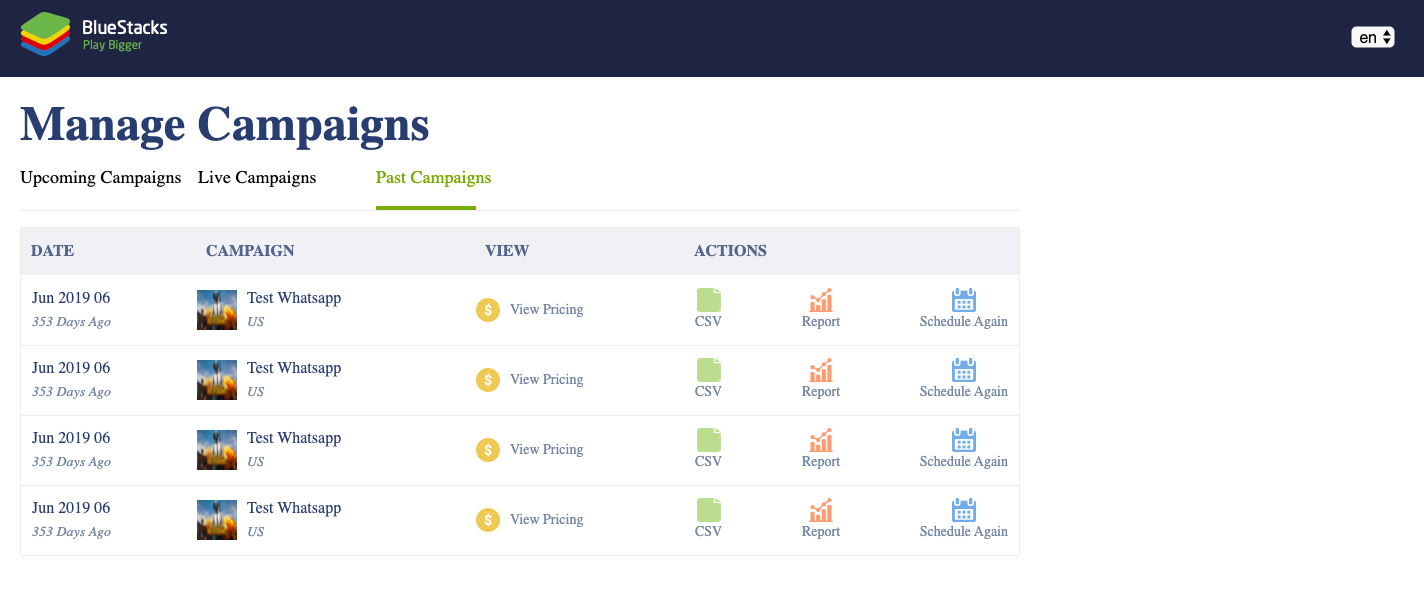 BlueStacks
Play Bigger
en
Manage Campaigns
Upcoming Campaigns Live Campaigns Past Campaigns
DATE CAMPAIGN VIEW ACTIONS
Jun 2019 06 Test Whatsapp
353 Days Ago US
$ View Pricing
CSV Report Schedule Again
Jun 2019 06 Test Whatsapp
353 Days Ago US
$ View Pricing
CSV Report Schedule Again
Jun 2019 06 Test Whatsapp
353 Days Ago US
$ View Pricing
CSV Report Schedule Again
Jun 2019 06 Test Whatsapp
353 Days Ago US
$ View Pricing
CSV Report Schedule Again